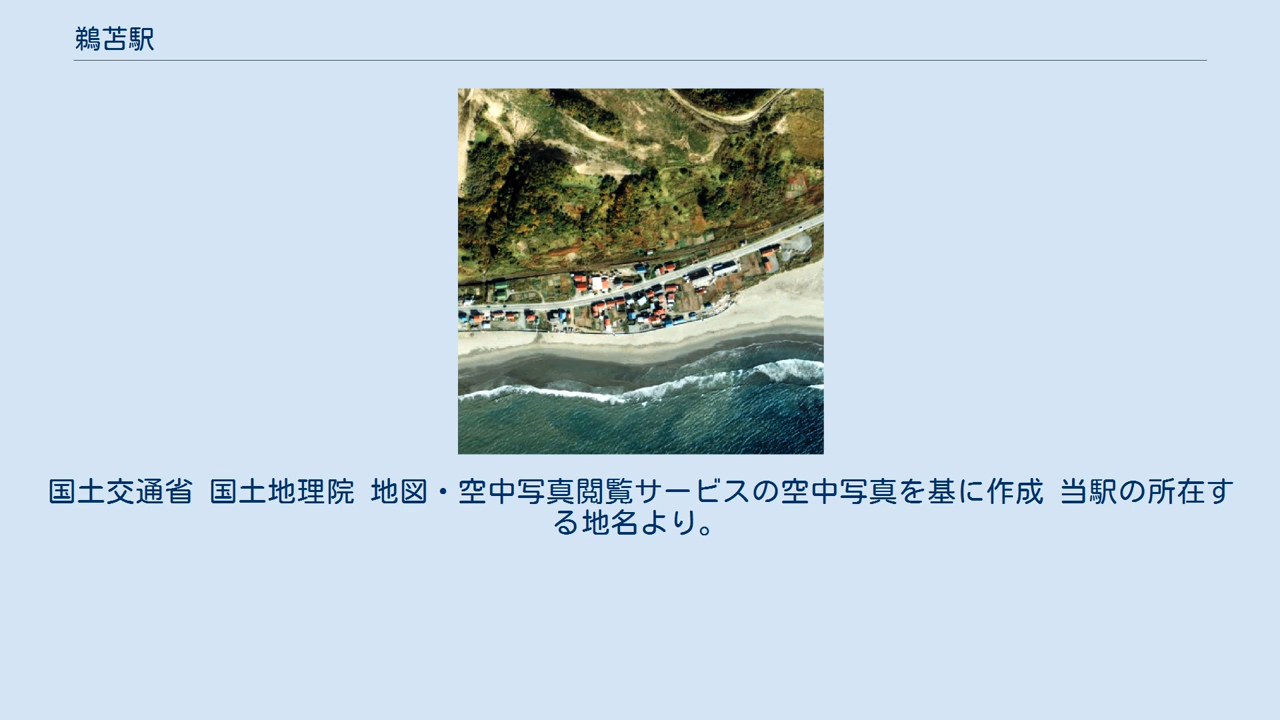 鵜苫駅
国土交通省 国土地理院 地図・空中写真閲覧サービスの空中写真を基に作成 当駅の所在す
る地名より。